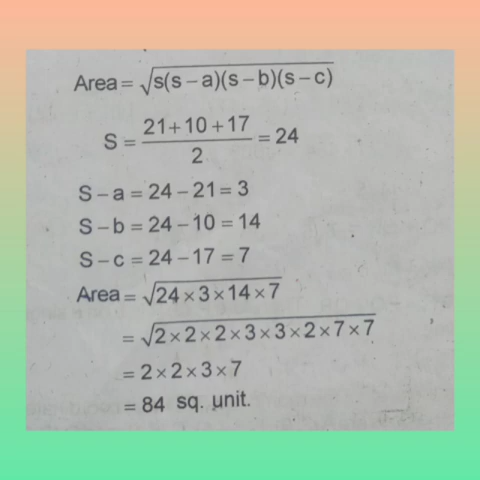 Area = √s(s – a)(s – b)(s – c)
S = 21+10+17/2 = 24
S – a = 24 – 21 = 3
S – b = 24 – 10 = 14
S – c = 24 – 17 = 7
Area = √24 × 3 × 14 × 7
= √2 × 2 × 2 × 3 × 3 × 2 × 7 × 7
= 2 × 2 × 3 × 7
= 84 sq. unit.